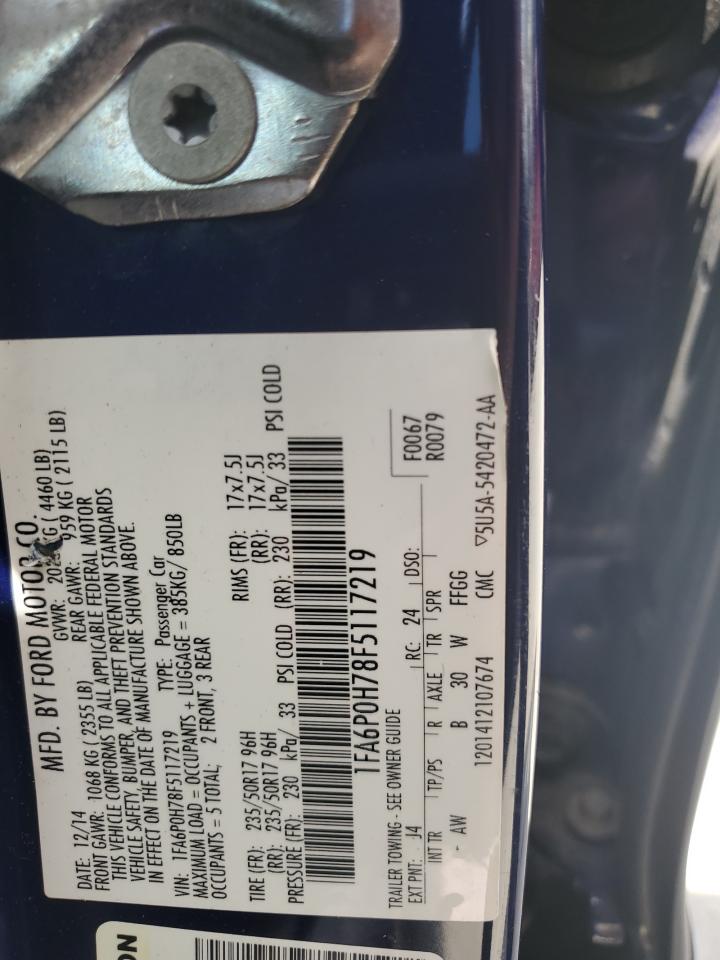 MFD. BY FORD MOTOR CO.
DATE: 12/14 GVWR: KG ( 4460 LB)
FRONT GAWR: 1068 KG ( 2355 LB) REAR GAWR: 959 KG ( 2115 LB)
THIS VEHICLE CONFORMS TO ALL APPLICABLE FEDERAL MOTOR
VEHICLE SAFETY, BUMPER, AND THEFT PREVENTION STANDARDS
IN EFFECT ON THE DATE OF MANUFACTURE SHOWN ABOVE.
VIN: 1FA6P0H78F5117219 TYPE: Passenger Car
MAXIMUM LOAD = OCCUPANTS + LUGGAGE = 385KG/ 850LB
OCCUPANTS = 5 TOTAL; 2 FRONT, 3 REAR
TIRE (FR): 235/50R17 96H RIMS (FR): 17x7.5J
(RR): 235/50R17 96H (RR): 17x7.5J
PRESSURE (FR): 230 kPa/ 33 PSI COLD (RR): 230 kPa/ 33 PSI COLD
1FA6P0H78F5117219
TRAILER TOWING - SEE OWNER GUIDE F0067
R0079
EXT PNT: J4 RC: 24 DSO:
INT TR TP/PS R AXLE TR SPR
- AW B 30 W FFGG
1201412107674 CMC ▽5U5A-5420472-AA
ON